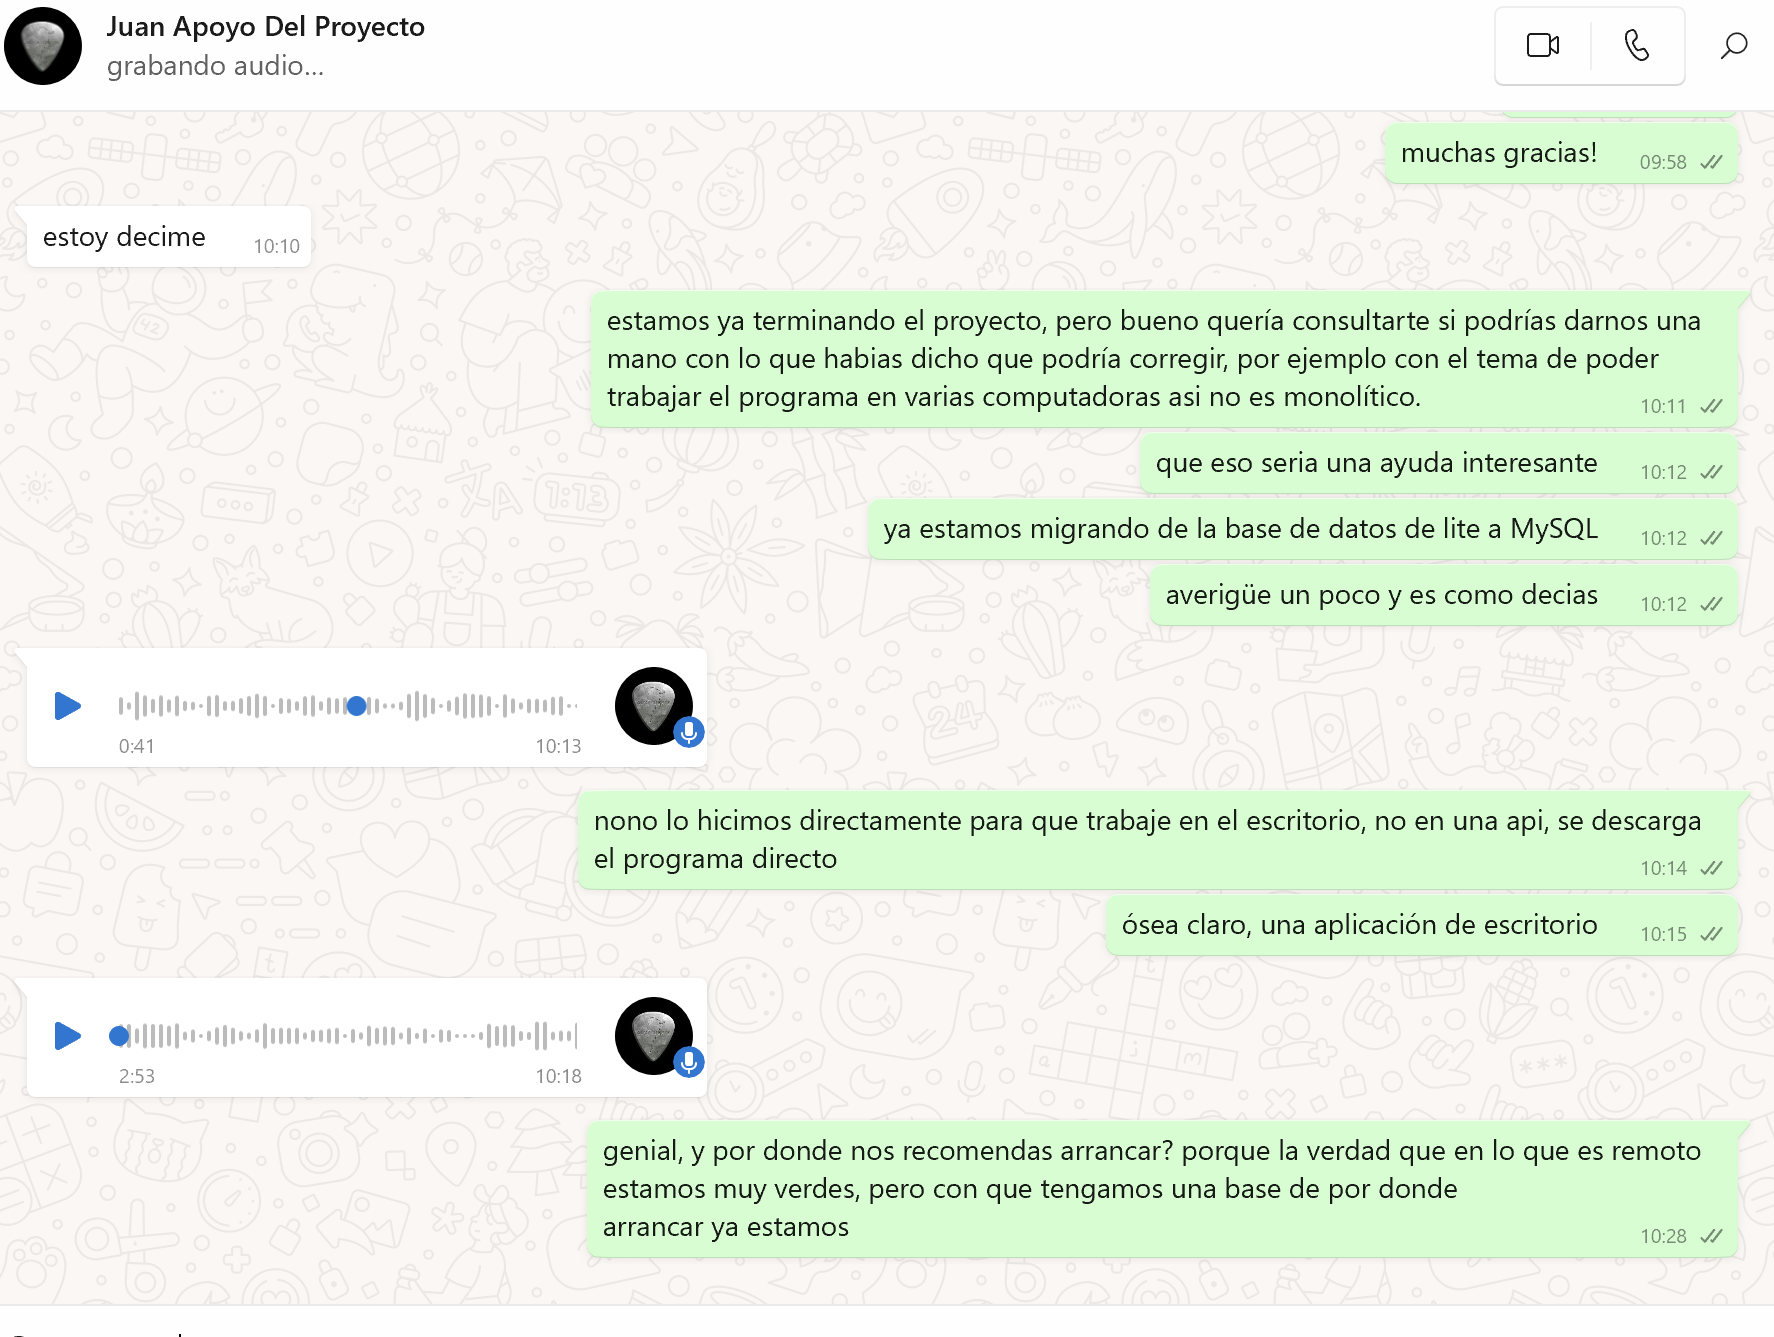 Juan Apoyo Del Proyecto
grabando audio...
muchas gracias!
09:58
estoy decime
10:10
estamos ya terminando el proyecto, pero bueno quería consultarte si podrías darnos una
mano con lo que habias dicho que podría corregir, por ejemplo con el tema de poder
trabajar el programa en varias computadoras asi no es monolítico.
10:11
que eso seria una ayuda interesante
10:12
ya estamos migrando de la base de datos de lite a MySQL
10:12
averigüe un poco y es como decias
10:12
0:41
10:13
nono lo hicimos directamente para que trabaje en el escritorio, no en una api, se descarga
el programa directo
10:14
ósea claro, una aplicación de escritorio
10:15
2:53
10:18
genial, y por donde nos recomendas arrancar? porque la verdad que en lo que es remoto
estamos muy verdes, pero con que tengamos una base de por donde
arrancar ya estamos
10:28